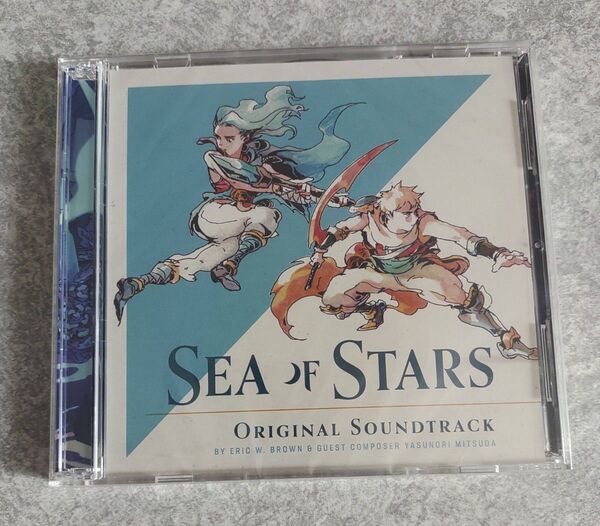 SEA OF STARS
ORIGINAL SOUNDTRACK
BY ERIC W. BROWN & GUEST COMPOSER YASUNORI MITSUDA